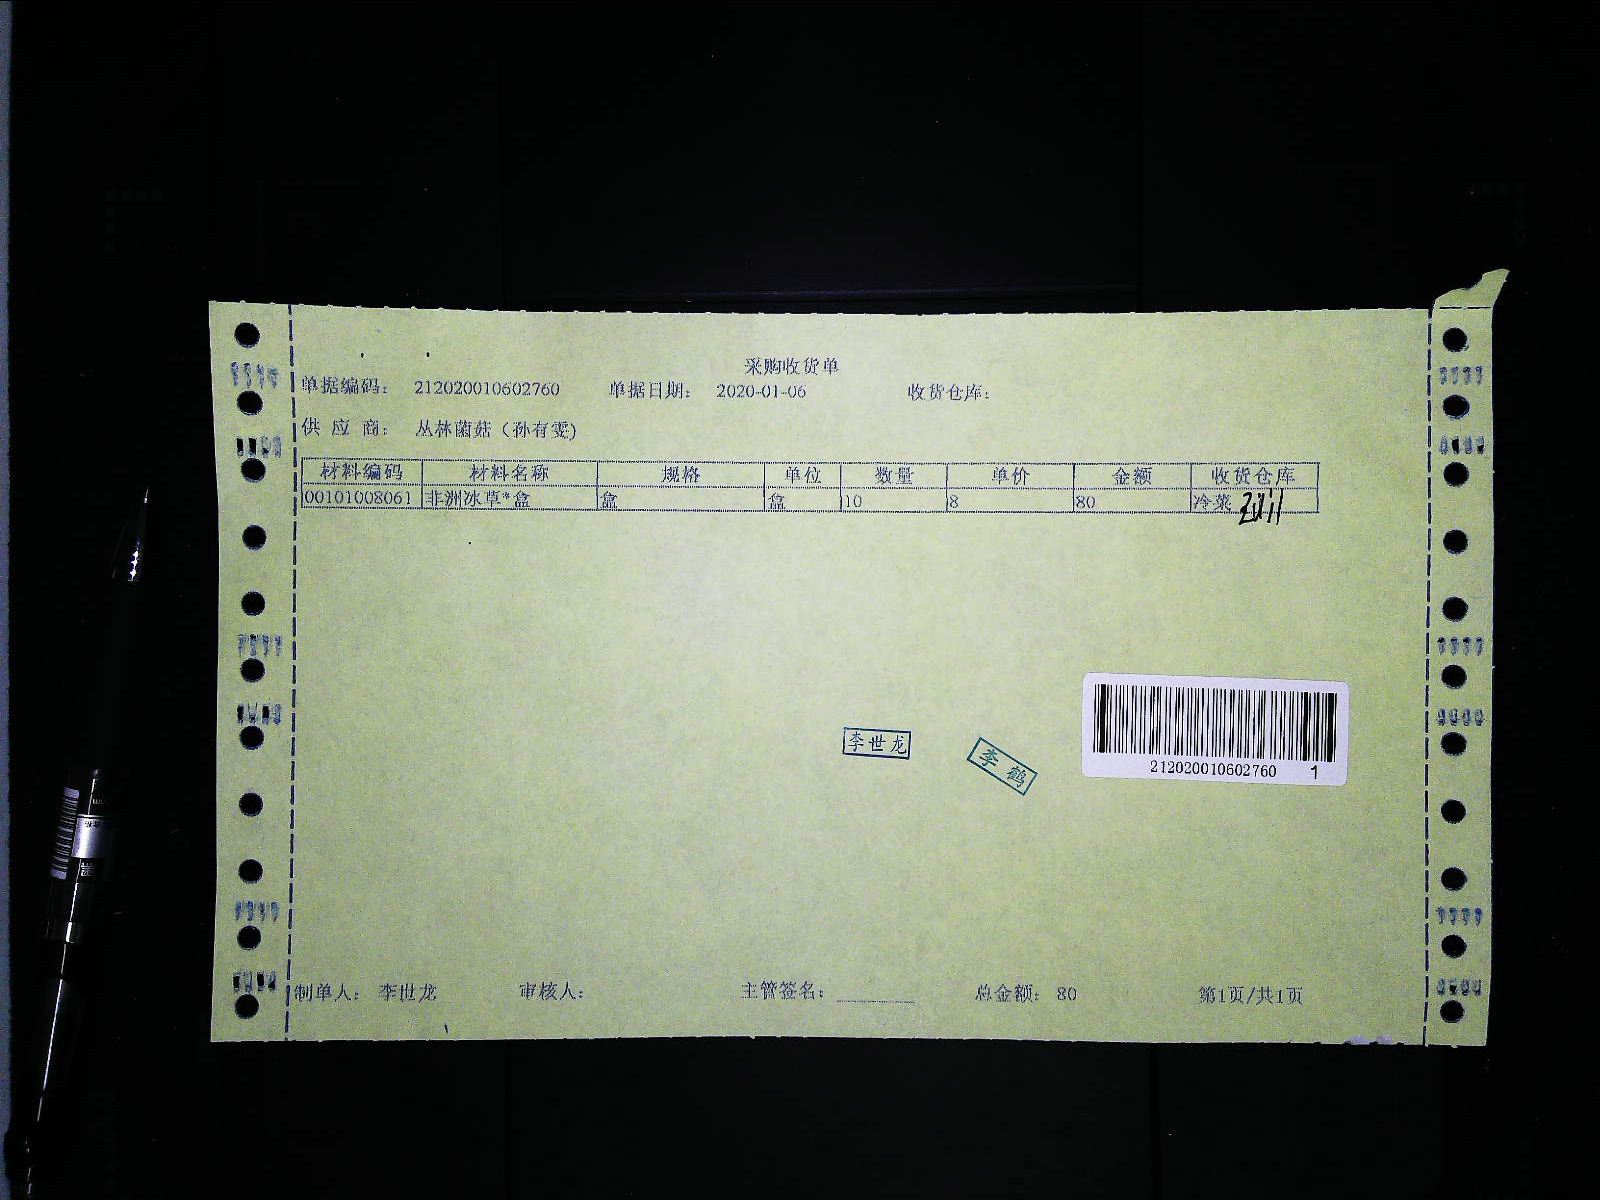 采购收货单
单据编码： 212020010602760 单据日期： 2020-01-06 收货仓库：
供 应 商： 丛林菌菇（孙有雯）
材料编码 材料名称 规格 单位 数量 单价 金额 收货仓库
00101008061 非洲冰草*盒 盒 盒 10 8 80 冷菜
李世龙
李鹤
212020010602760 1
制单人： 李世龙 审核人： 主管签名： 总金额： 80 第1页/共1页